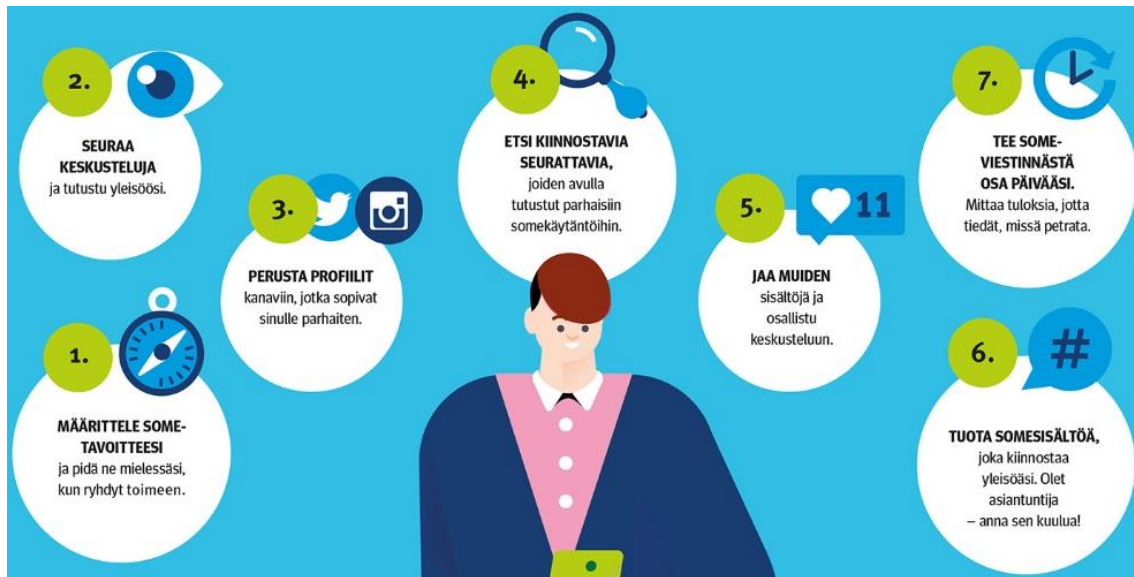 1.
MÄÄRITTELE SOME-
TAVOITTEESI
ja pidä ne mielessäsi,
kun ryhdyt toimeen.
2.
SEURAA
KESKUSTELUJA
ja tutustu yleisöösi.
3.
PERUSTA PROFIILIT
kanaviin, jotka sopivat
sinulle parhaiten.
4.
ETSI KIINNOSTAVIA
SEURATTAVIA,
joiden avulla
tutustut parhaisiin
somekäytäntöihin.
5.
11
JAA MUIDEN
sisältöjä ja
osallistu
keskusteluun.
6.
#
TUOTA SOMESISÄLTÖÄ,
joka kiinnostaa
yleisöäsi. Olet
asiantuntija
– anna sen kuulua!
7.
TEE SOME-
VIESTINNÄSTÄ
OSA PÄIVÄÄSI.
Mittaa tuloksia, jotta
tiedät, missä petrata.